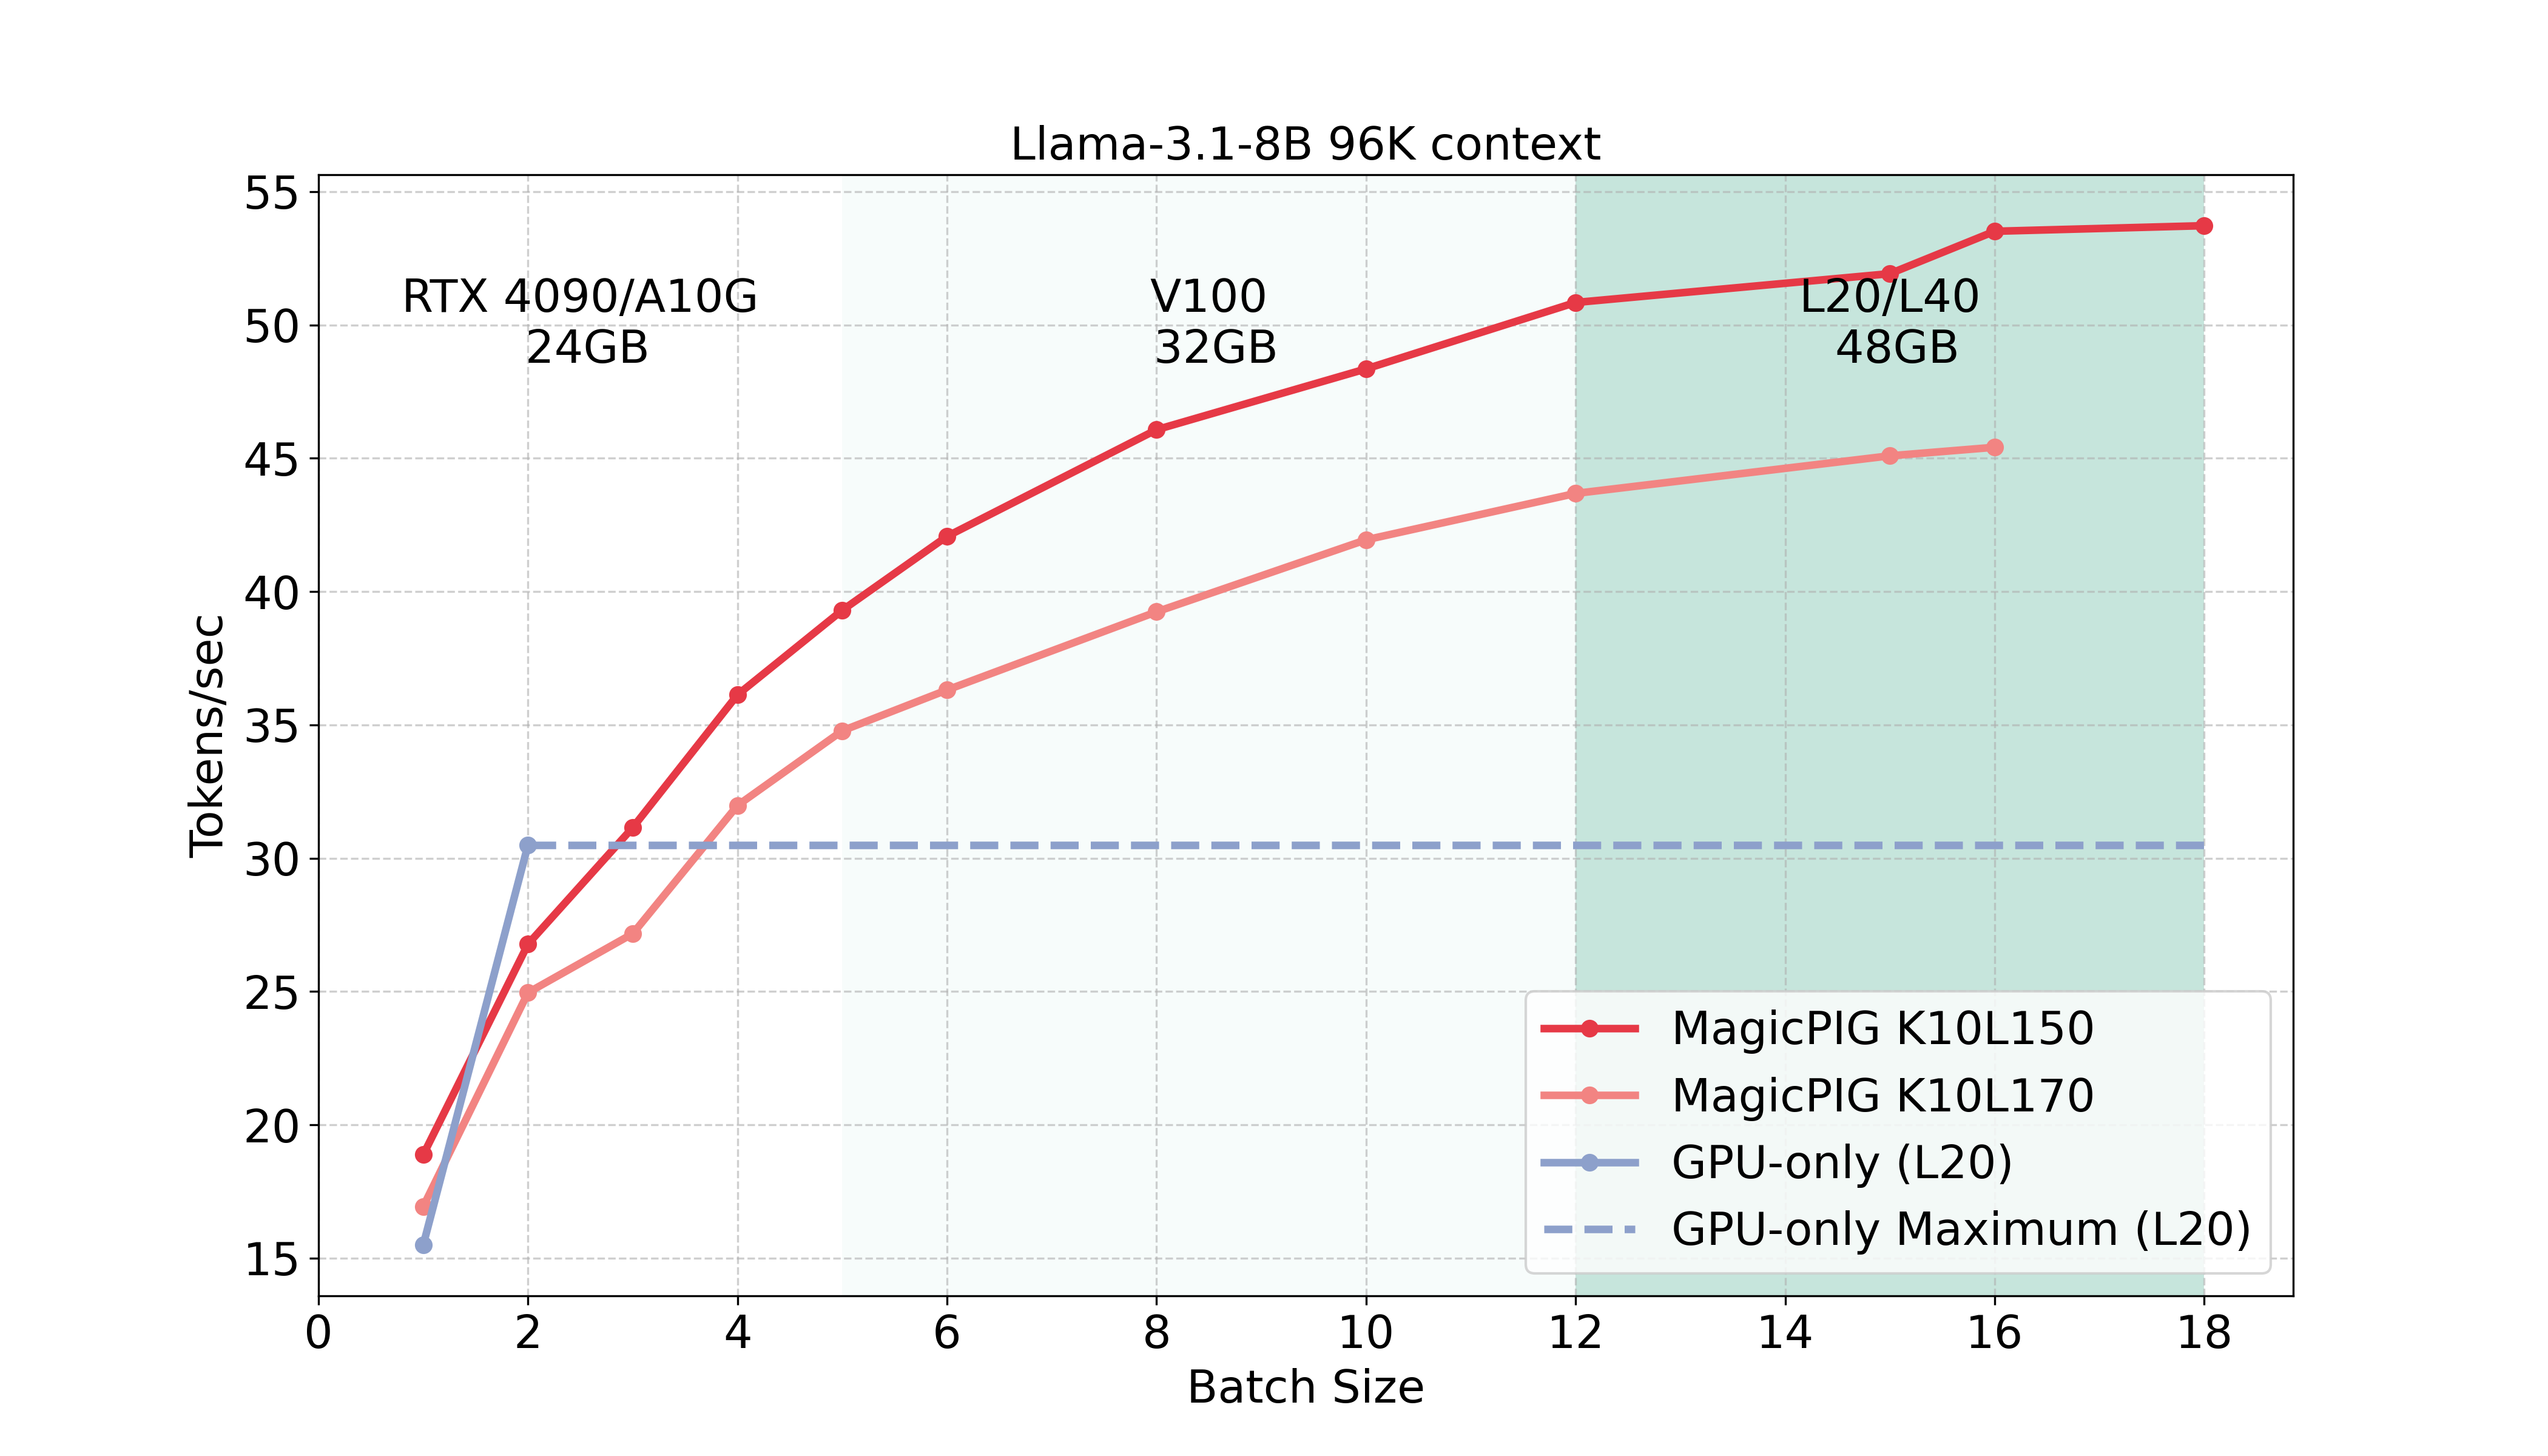 Llama-3.1-8B 96K context
55
50
45
40
35
30
25
20
15
Tokens/sec
RTX 4090/A10G
24GB
V100
32GB
L20/L40
48GB
MagicPIG K10L150
MagicPIG K10L170
GPU-only (L20)
GPU-only Maximum (L20)
0 2 4 6 8 10 12 14 16 18
Batch Size